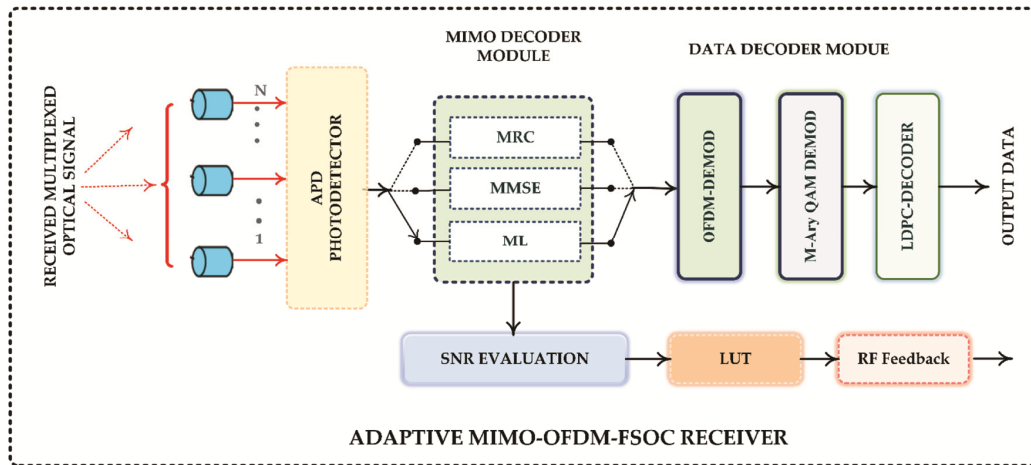 MIMO DECODER
MODULE
DATA DECODER MODUE
RECEIVED MULTIPLEXED
OPTICAL SIGNAL
N
1
APD
PHOTODETECTOR
MRC
MMSE
ML
OFDM-DEMOD
M-Ary QAM DEMOD
LDPC-DECODER
OUTPUT DATA
SNR EVALUATION
LUT
RF Feedback
ADAPTIVE MIMO-OFDM-FSOC RECEIVER